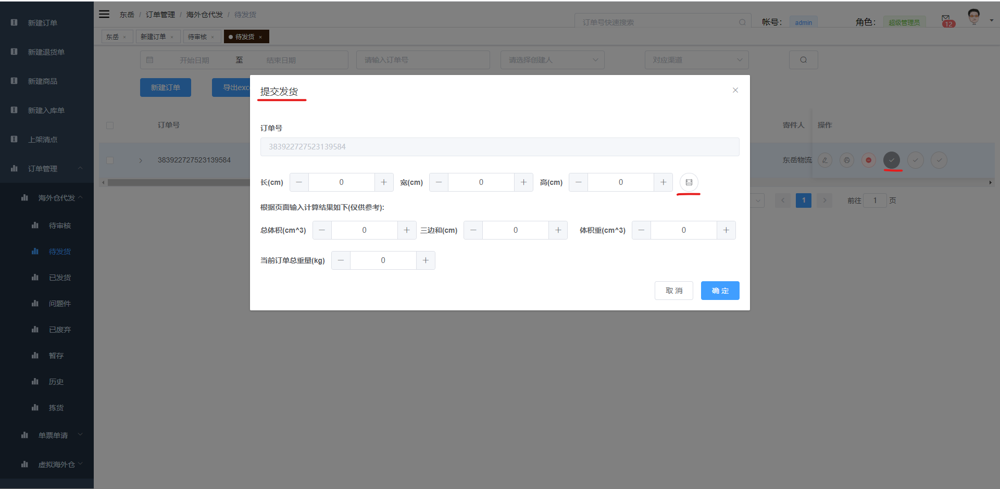 新建订单
新建退货单
新建商品
新建入库单
上架清点
订单管理
海外仓代发
待审核
待发货
已发货
问题件
已废弃
暂存
历史
拣货
单票单请
虚拟海外仓
东岳 / 订单管理 / 海外仓代发 / 待发货
订单号快速搜索
帐号：
admin
角色：
超级管理员
12
东岳 ×
新建订单 ×
待审核 ×
待发货 ×
开始日期 至 结束日期
请输入订单号
请选择创建人
对应渠道
新建订单
导出exc
订单号
寄件人
操作
383922727523139584
东岳物流
1
前往 1 页
提交发货
订单号
383922727523139584
长(cm) 0 宽(cm) 0 高(cm) 0
根据页面输入计算结果如下(仅供参考):
总体积(cm^3) 0 三边和(cm) 0 体积重(cm^3) 0
当前订单总重量(kg) 0
取 消
确 定